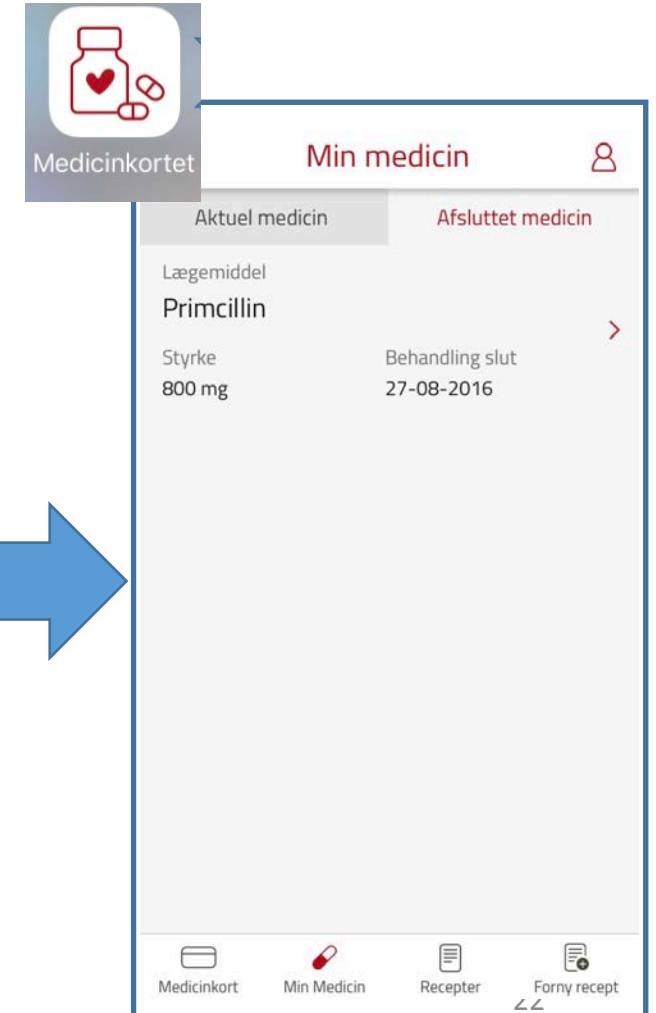 Medicinkortet
Min medicin
Aktuel medicin Afsluttet medicin
Lægemiddel
Primcillin
Styrke Behandling slut
800 mg 27-08-2016
Medicinkort Min Medicin Recepter Forny recept
22